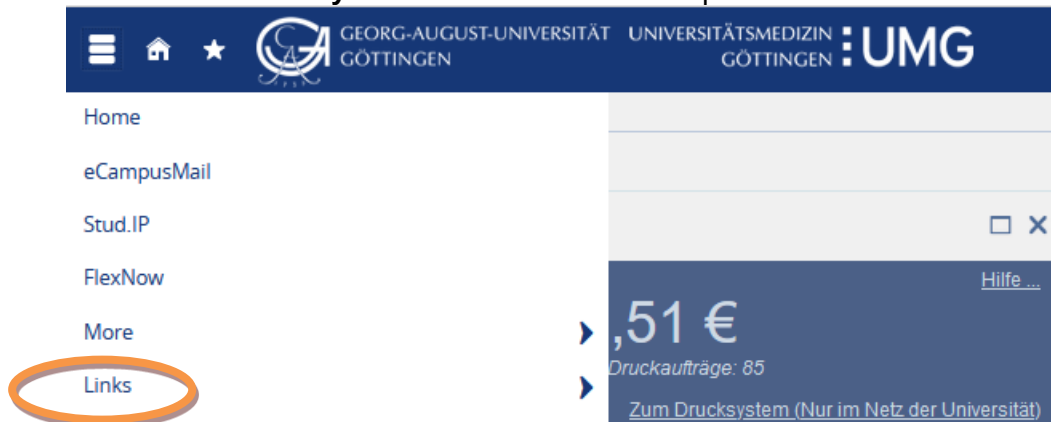 GEORG-AUGUST-UNIVERSITÄT
GÖTTINGEN
UNIVERSITÄTSMEDIZIN
GÖTTINGEN
UMG
Home
eCampusMail
Stud.IP
FlexNow
More
Links
Hilfe ...
,51 €
Druckaufträge: 85
Zum Drucksystem (Nur im Netz der Universität)